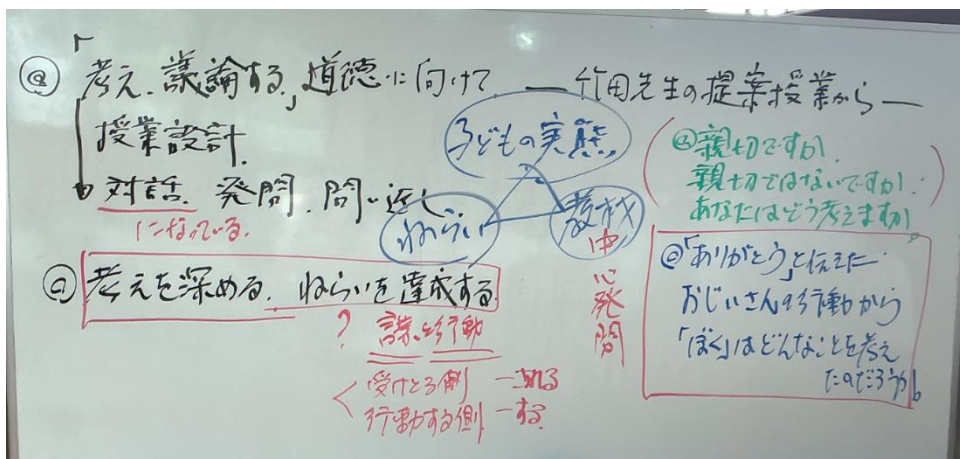 @「考え、議論する」道徳に向けて ―竹田先生の提案授業から―
授業設計
対話、発問、問い返し
になっている。
子どもの実態
ねらい
教材
中心発問
@親切ですか、
親切ではないですか。
あなたはどう考えますか。
@「ありがとう」と伝えた
おじいさんの行動から
「ぼく」はどんなことを考え
たのだろうか。
考えを深める。ねらいを達成する。
?
行動
受けとる側 ―される
行動する側 ―する